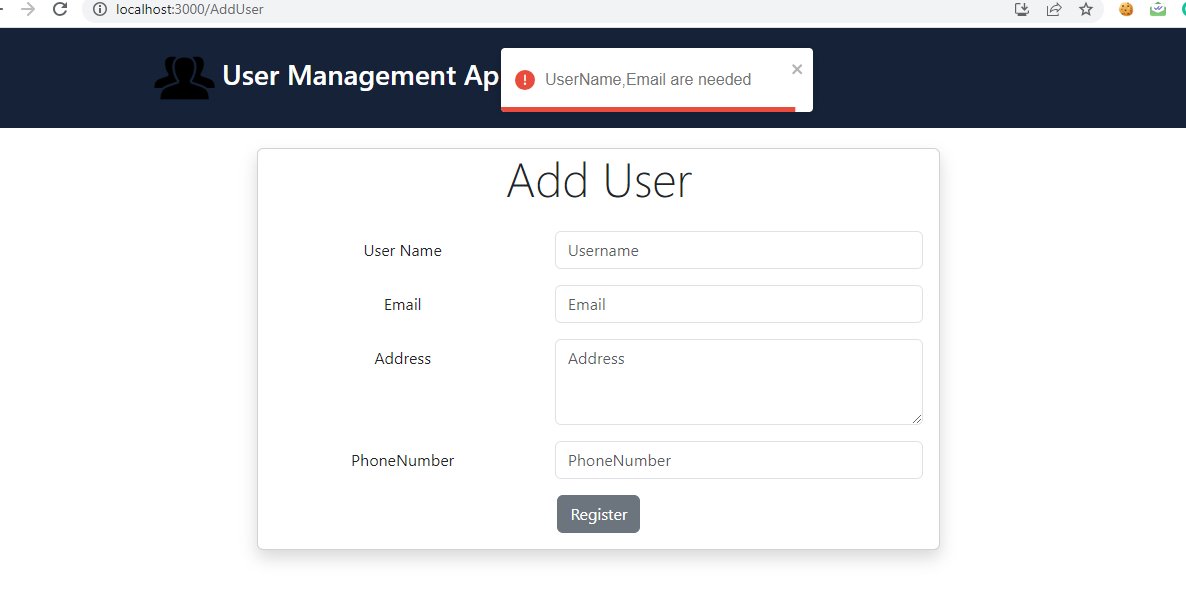 localhost:3000/AddUser
User Management Ap
UserName,Email are needed
Add User
User Name
Username
Email
Email
Address
Address
PhoneNumber
PhoneNumber
Register